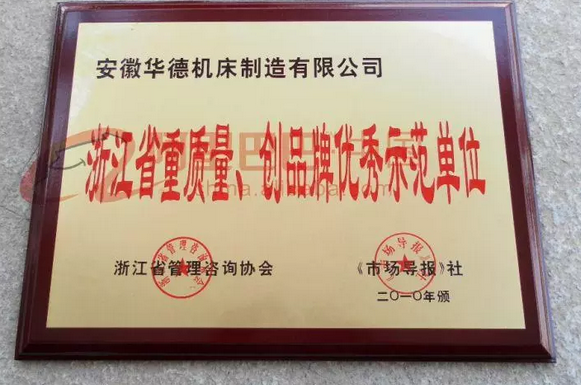 安徽华德机床制造有限公司
浙江省重质量、创品牌优秀示范单位
浙江省管理咨询协会
《市场导报》社
二〇一〇年颁